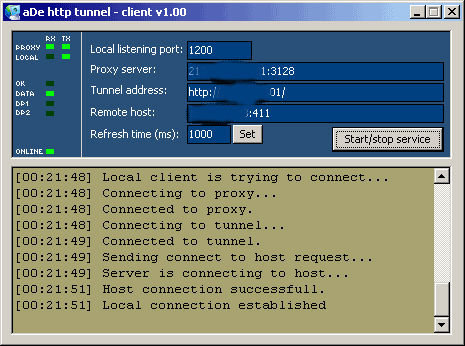 aDe http tunnel - client v1.00
RX TX
PROXY
LOCAL
OK
DATA
DP1
DP2
ONLINE
Local listening port: 1200
Proxy server: 21 1:3128
Tunnel address: http:/ 01/
Remote host: :411
Refresh time (ms): 1000 Set
Start/stop service
[00:21:48] Local client is trying to connect...
[00:21:48] Connecting to proxy...
[00:21:48] Connected to proxy.
[00:21:48] Connecting to tunnel...
[00:21:49] Connected to tunnel.
[00:21:49] Sending connect to host request...
[00:21:49] Server is connecting to host...
[00:21:51] Host connection successfull.
[00:21:51] Local connection established